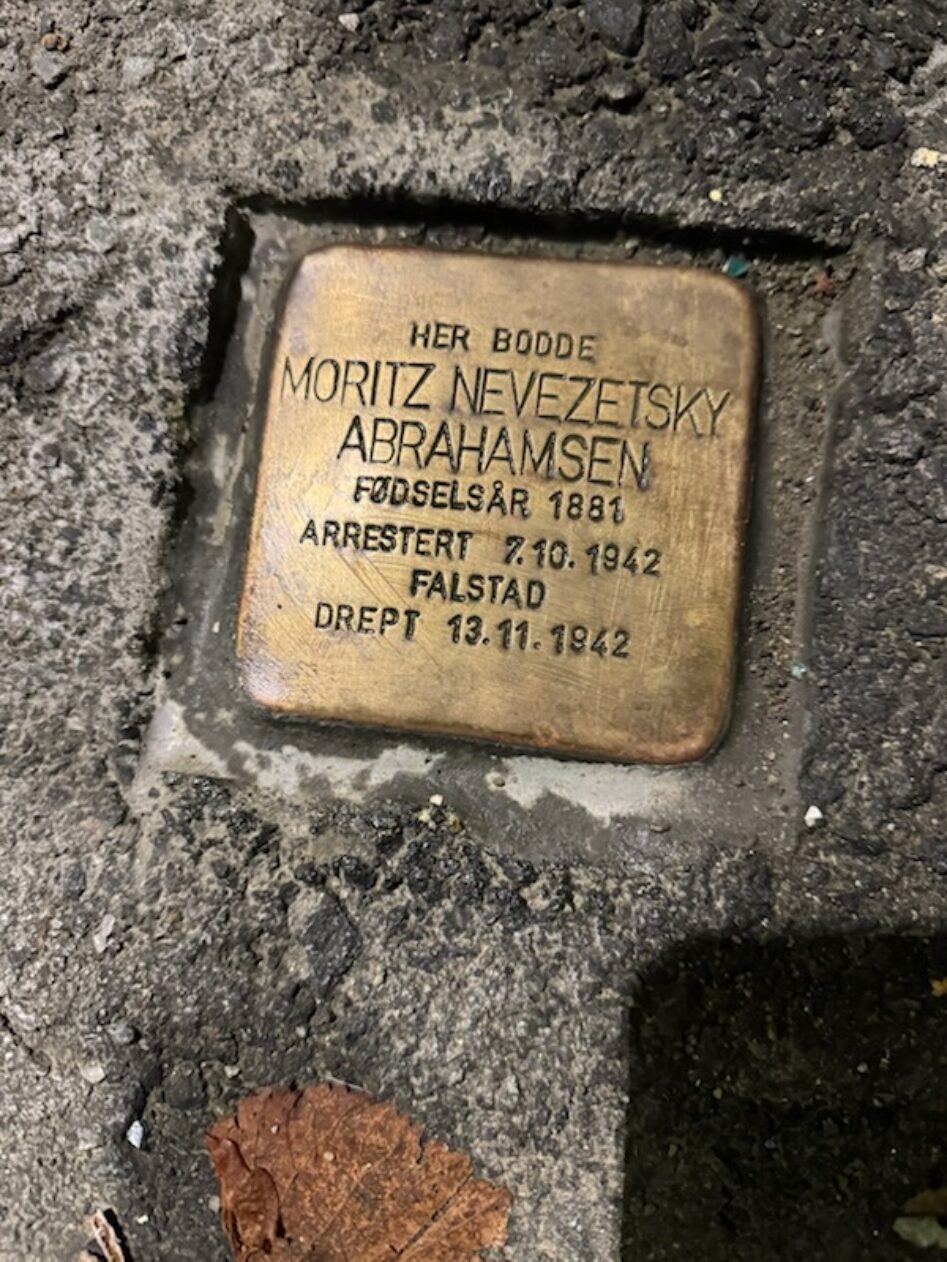 HER BODDE
MORITZ NEVEZETSKY
ABRAHAMSEN
FØDSELSÅR 1881
ARRESTERT 7.10.1942
FALSTAD
DREPT 13.11.1942